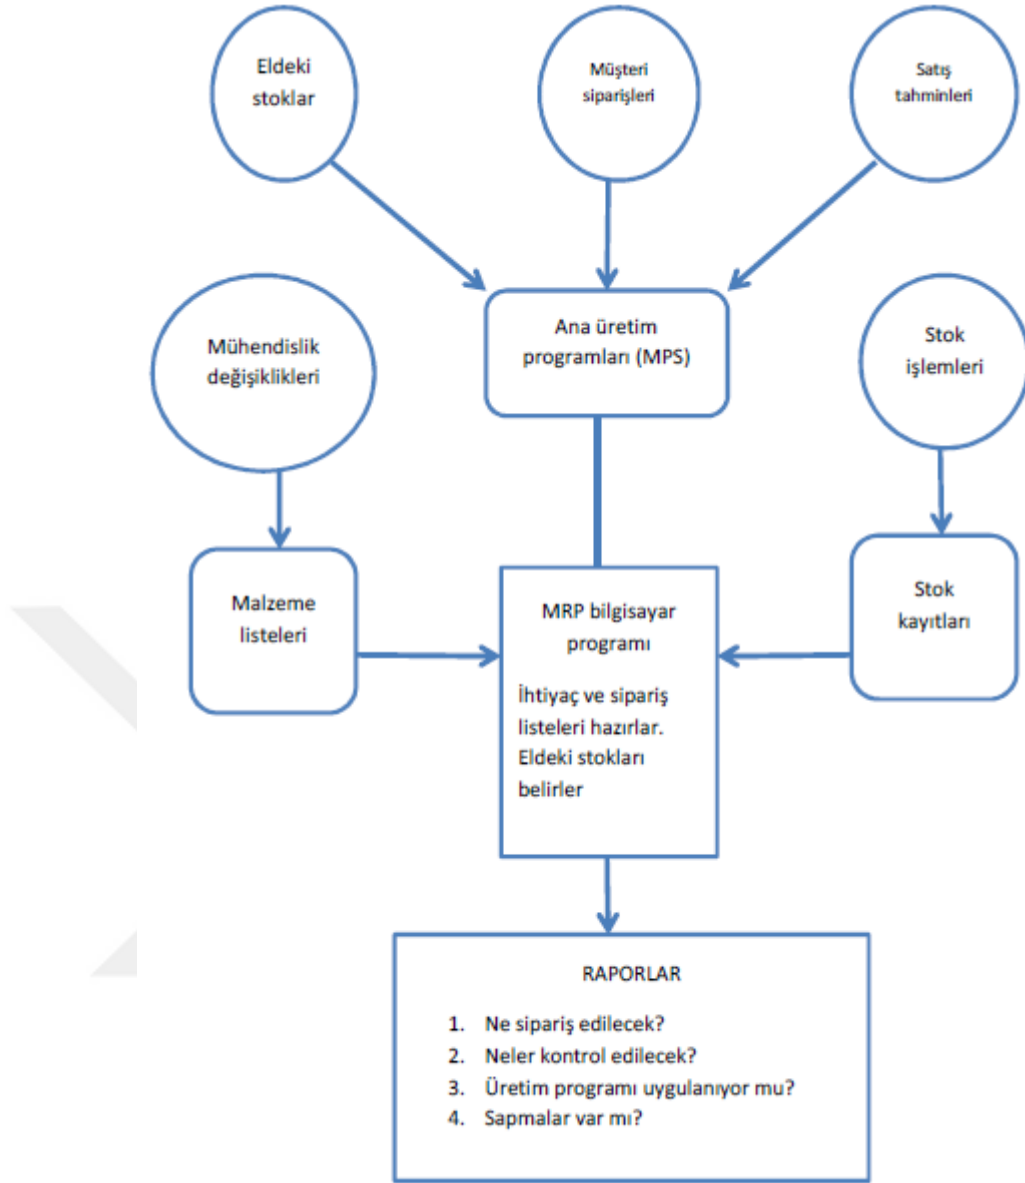 Eldeki
stoklar
Müşteri
siparişleri
Satış
tahminleri
Mühendislik
değişiklikleri
Ana üretim
programları (MPS)
Stok
işlemleri
Malzeme
listeleri
MRP bilgisayar
programı
İhtiyaç ve sipariş
listeleri hazırlar.
Eldeki stokları
belirler
Stok
kayıtları
RAPORLAR
1. Ne sipariş edilecek?
2. Neler kontrol edilecek?
3. Üretim programı uygulanıyor mu?
4. Sapmalar var mı?